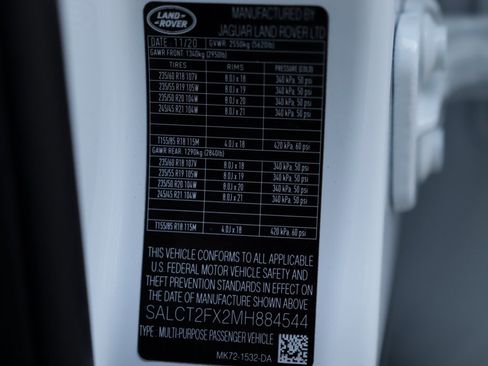 LAND ROVER
MANUFACTURED BY
JAGUAR LAND ROVER LTD
DATE: 11/20 GVWR: 2550kg (5620lb)
GAWR FRONT: 1340kg (2950lb)
TIRES RIMS PRESSURE (COLD)
235/60 R18 107V 8.0J x 18 340 kPa, 50 psi
235/55 R19 105W 8.0J x 19 340 kPa, 50 psi
235/50 R20 104W 8.0J x 20 340 kPa, 50 psi
245/45 R21 104W 8.0J x 21 340 kPa, 50 psi
T155/85 R18 115M 4.0J x 18 420 kPa, 60 psi
GAWR REAR: 1290kg (2840lb)
235/60 R18 107V 8.0J x 18 340 kPa, 50 psi
235/55 R19 105W 8.0J x 19 340 kPa, 50 psi
235/50 R20 104W 8.0J x 20 340 kPa, 50 psi
245/45 R21 104W 8.0J x 21 340 kPa, 50 psi
T155/85 R18 115M 4.0J x 18 420 kPa, 60 psi
THIS VEHICLE CONFORMS TO ALL APPLICABLE
U.S. FEDERAL MOTOR VEHICLE SAFETY AND
THEFT PREVENTION STANDARDS IN EFFECT ON
THE DATE OF MANUFACTURE SHOWN ABOVE
SALCT2FX2MH884544
TYPE : MULTI-PURPOSE PASSENGER VEHICLE
MK72-1532-DA